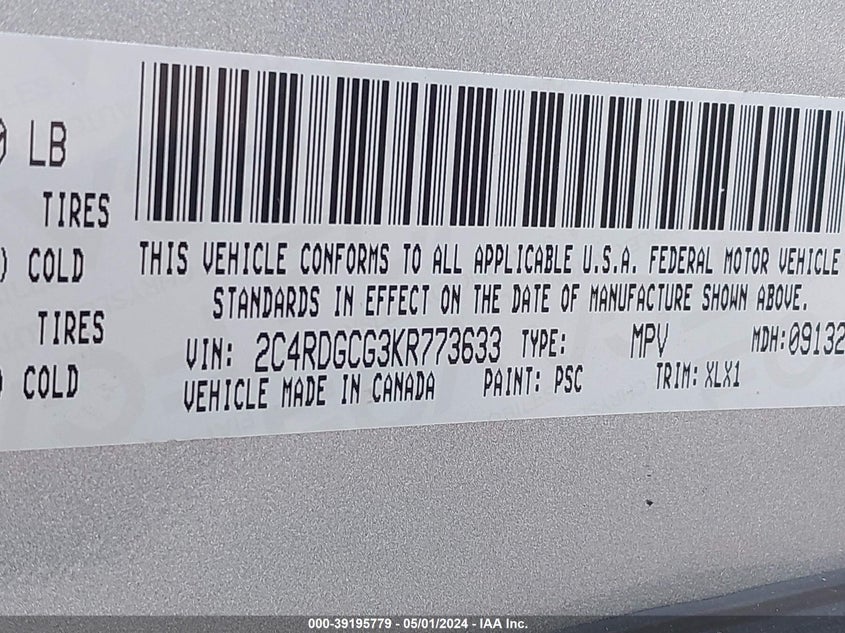 LB
TIRES
COLD
TIRES
COLD
THIS VEHICLE CONFORMS TO ALL APPLICABLE U.S.A. FEDERAL MOTOR VEHICLE
STANDARDS IN EFFECT ON THE DATE OF MANUFACTURE SHOWN ABOVE.
VIN: 2C4RDGCG3KR773633 TYPE: MPV MDH:09132
VEHICLE MADE IN CANADA PAINT: PSC TRIM: XLX1
000-39195779 - 05/01/2024 - IAA Inc.